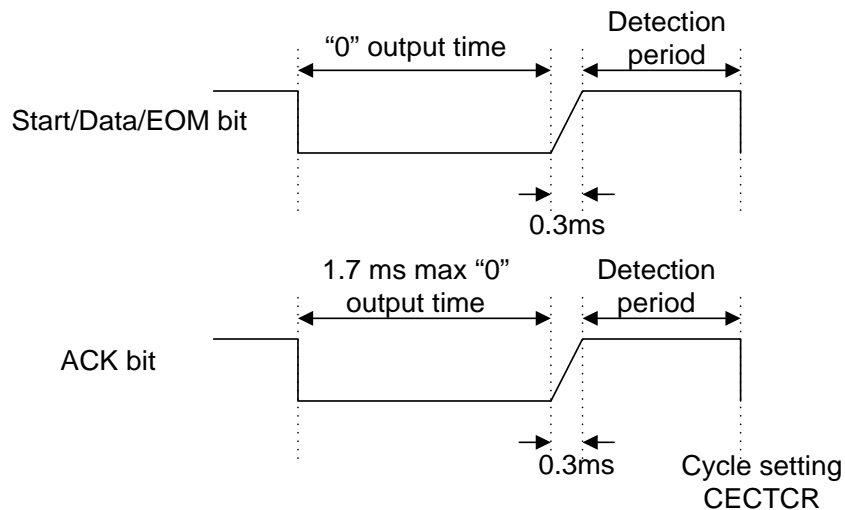 Detection
period
“0” output time
Start/Data/EOM bit
0.3ms
1.7 ms max “0”
output time
Detection
period
ACK bit
0.3ms
Cycle setting
CECTCR